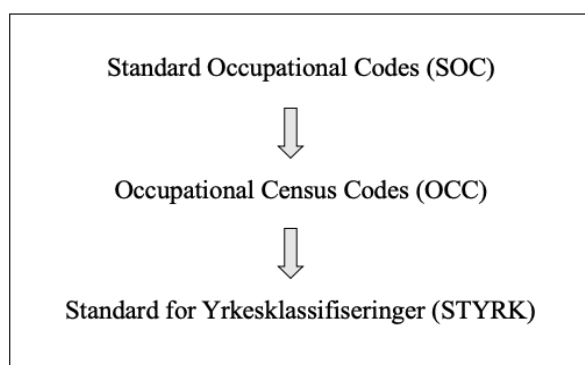 Standard Occupational Codes (SOC)
Occupational Census Codes (OCC)
Standard for Yrkesklassifiseringer (STYRK)